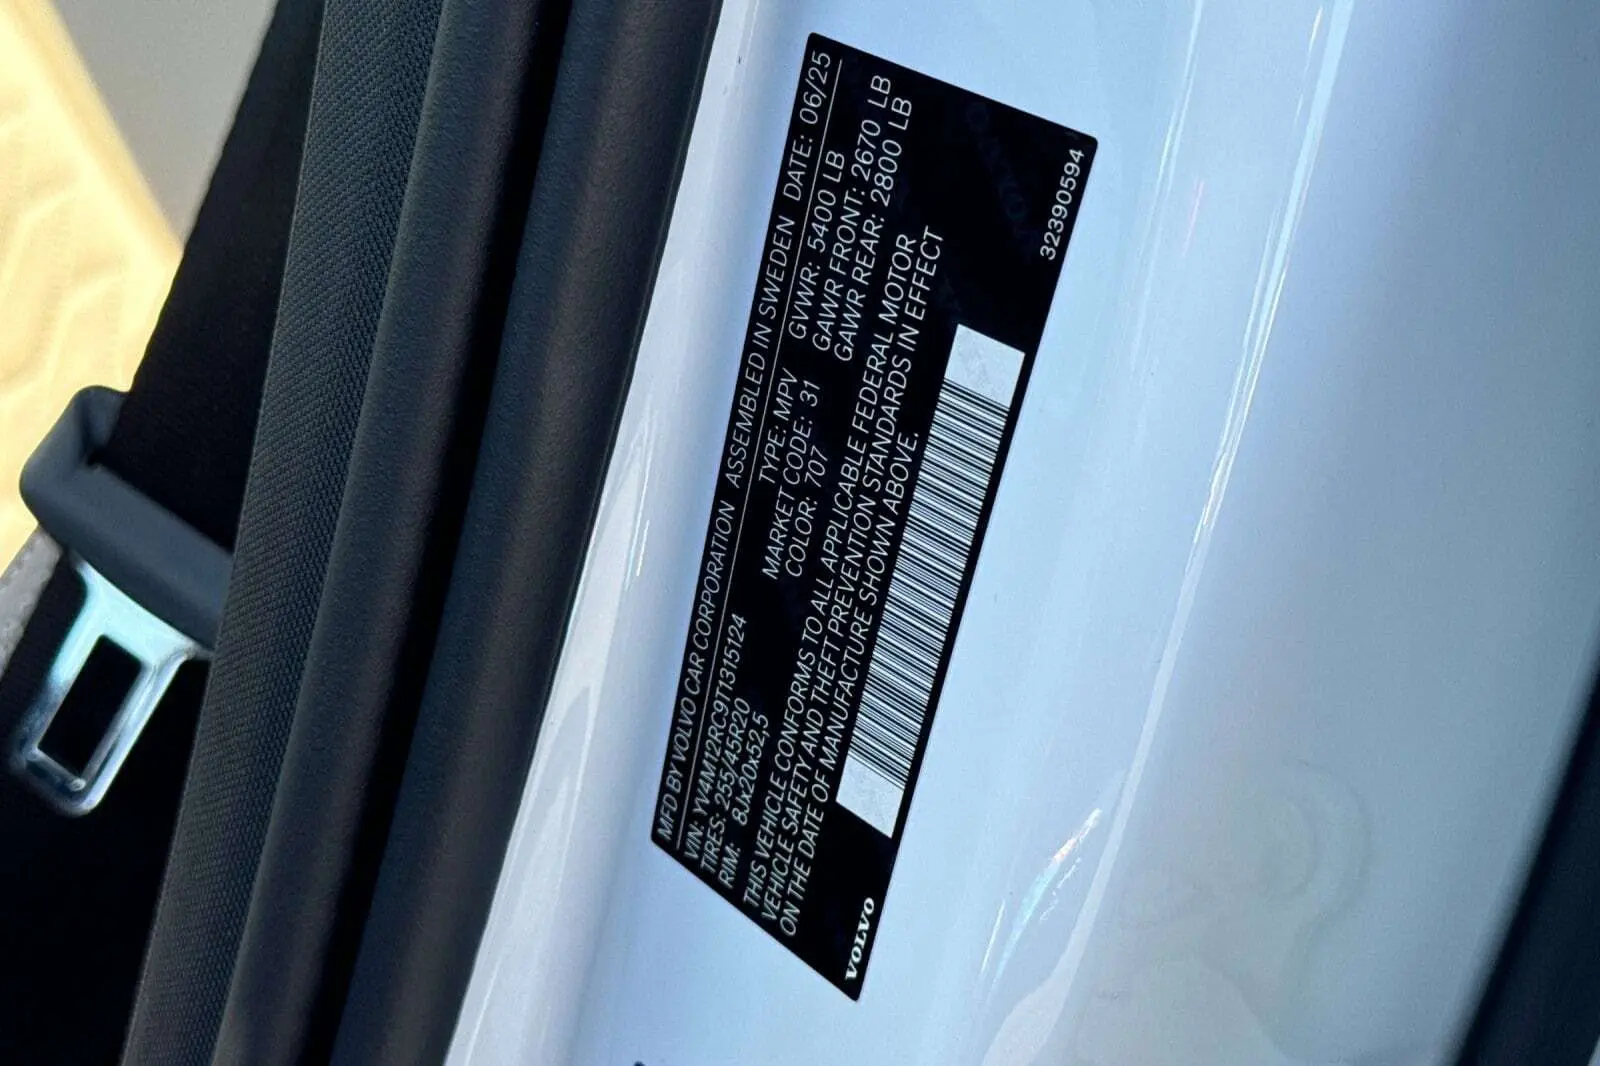 MFD BY VOLVO CAR CORPORATION ASSEMBLED IN SWEDEN DATE: 06/25
VIN: YV4M12RC9T1315124 TYPE: MPV GVWR: 5400 LB
TIRES: 255/45R20 MARKET CODE: 31 GAWR FRONT: 2670 LB
RIM: 8Jx20x52,5 COLOR: 707 GAWR REAR: 2800 LB
THIS VEHICLE CONFORMS TO ALL APPLICABLE FEDERAL MOTOR
VEHICLE SAFETY AND THEFT PREVENTION STANDARDS IN EFFECT
ON THE DATE OF MANUFACTURE SHOWN ABOVE.
VOLVO
32390594